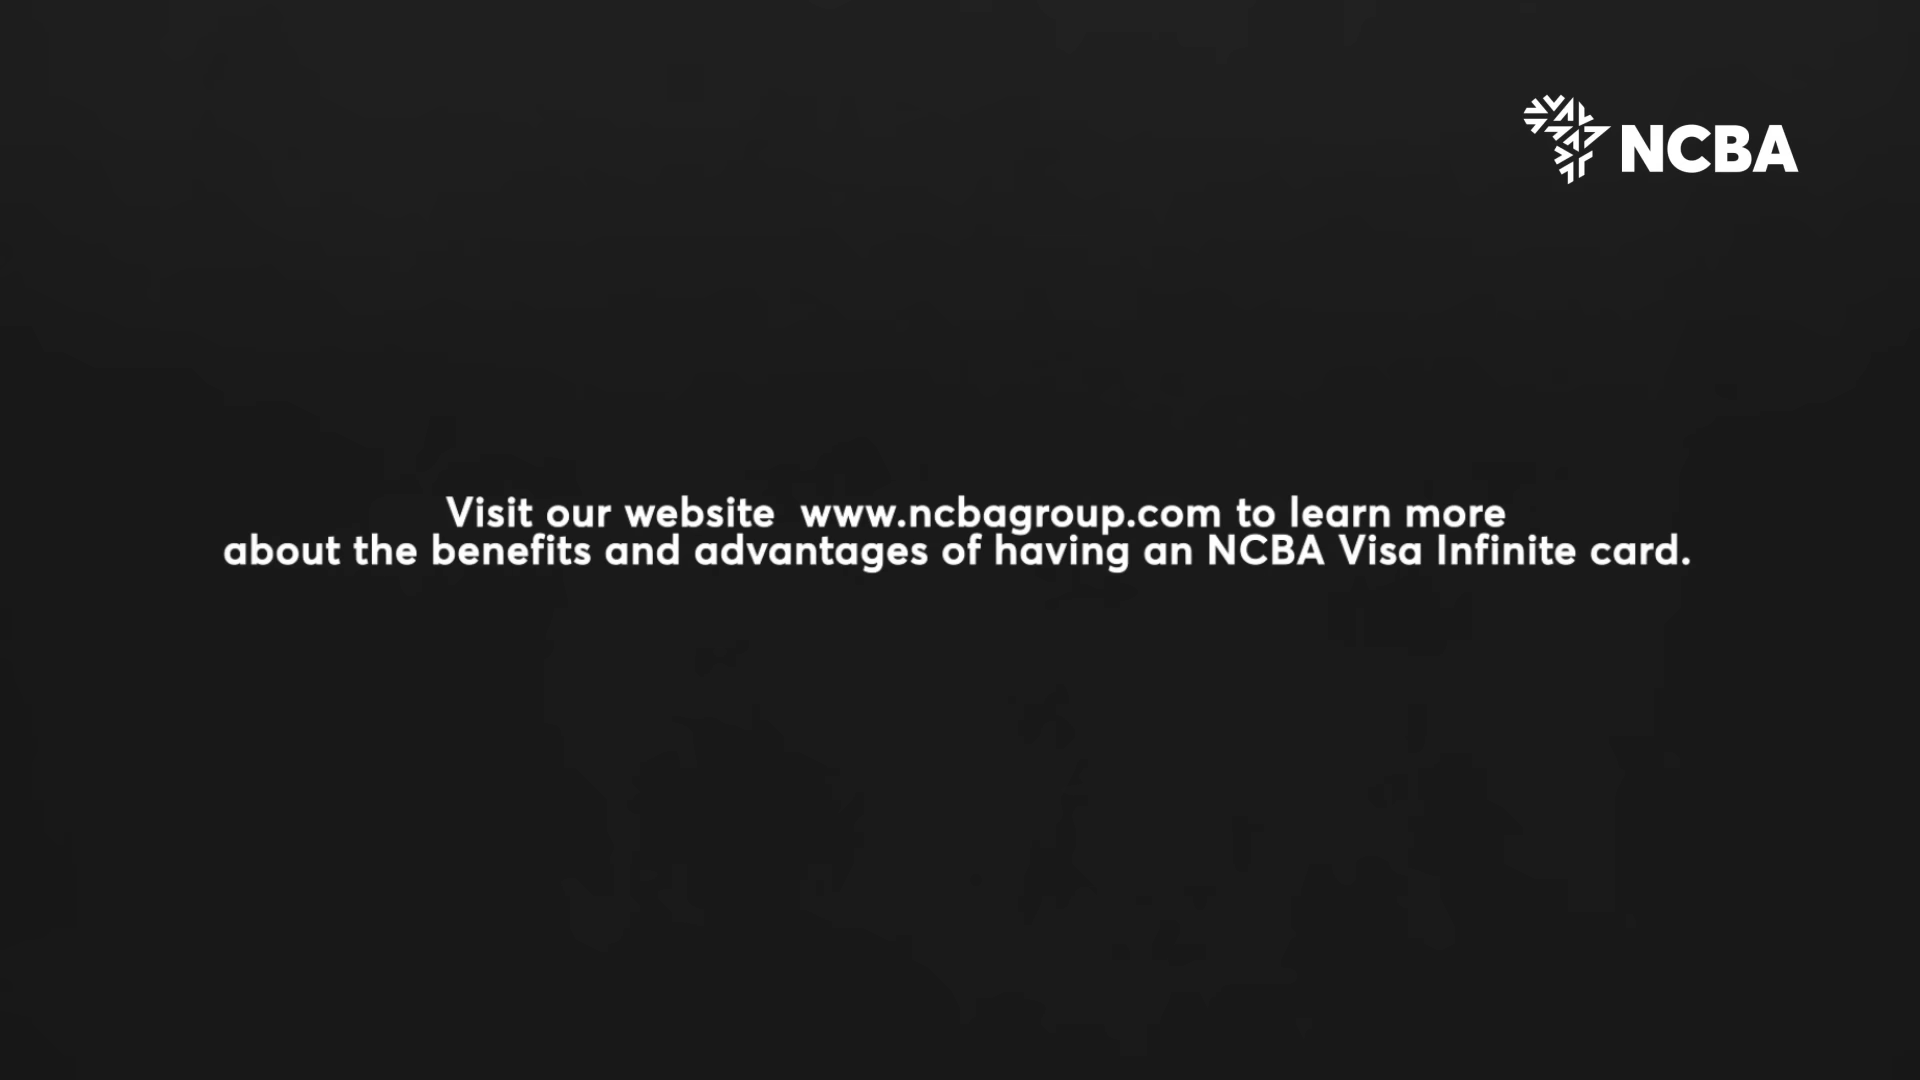 NCBA
Visit our website  www.ncbagroup.com to learn more
about the benefits and advantages of having an NCBA Visa Infinite card.